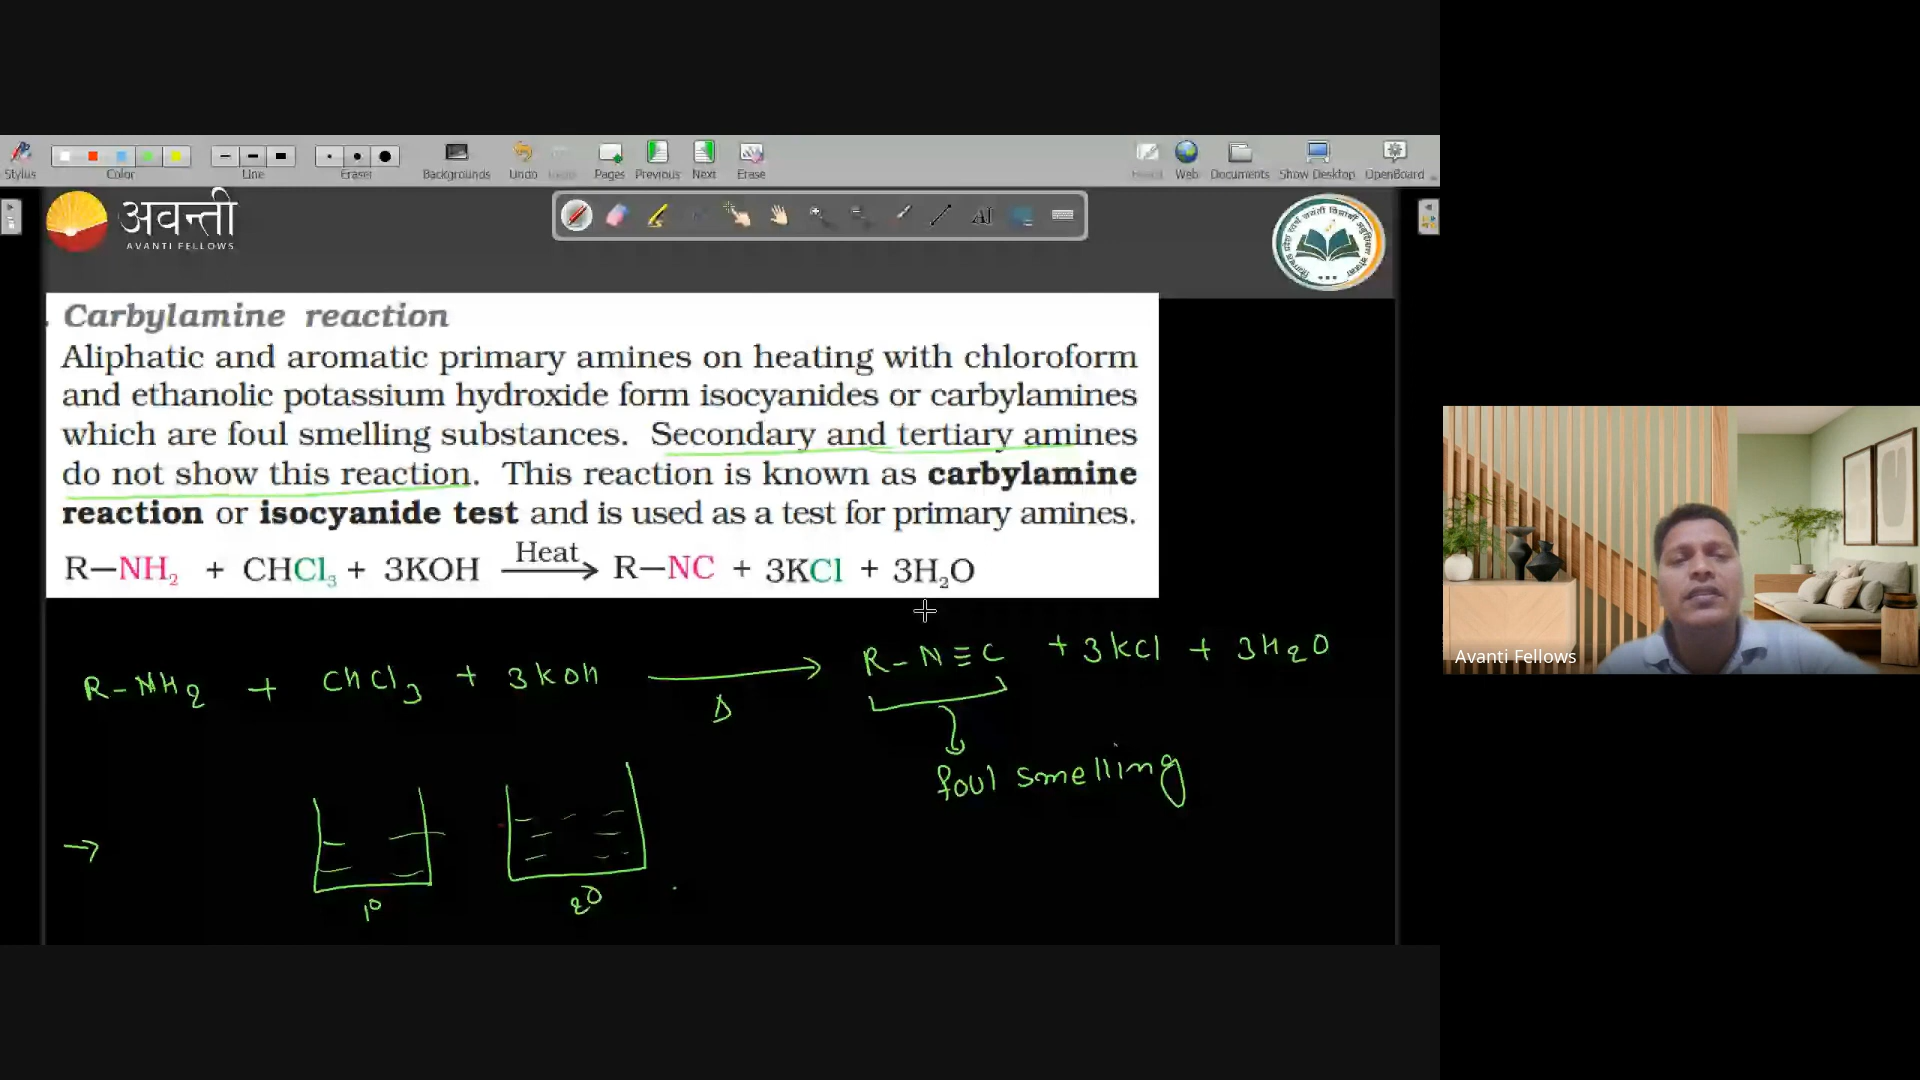 Stylus
Color
Line
Eraser
Backgrounds
Undo
Pages
Previous
Next
Erase
Board
Web
Documents
Show Desktop
OpenBoard
अवन्ती
AVANTI FELLOWS
Carbylamine reaction
Aliphatic and aromatic primary amines on heating with chloroform
and ethanolic potassium hydroxide form isocyanides or carbylamines
which are foul smelling substances. Secondary and tertiary amines
do not show this reaction. This reaction is known as carbylamine
reaction or isocyanide test and is used as a test for primary amines.
R—NH₂ + CHCl₃ + 3KOH Heat→ R—NC + 3KCl + 3H₂O
R-NH₂ + CHCl₃ + 3KOH →Δ R-N≡C + 3KCl + 3H₂O
foul smelling
→
1° 2°
Avanti Fellows